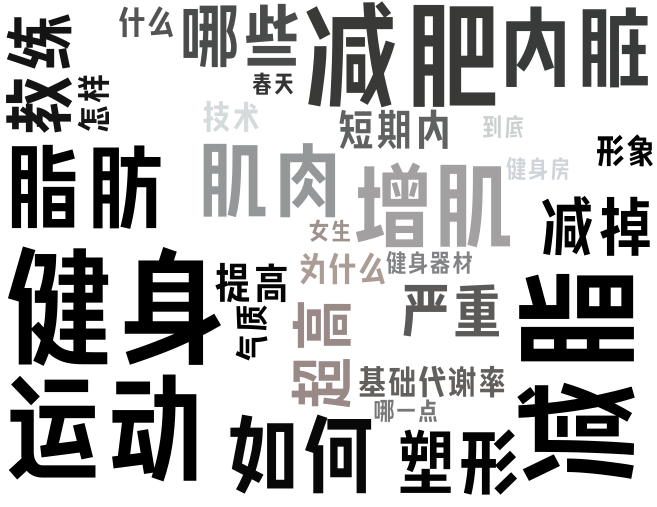 教练
什么
哪些
减肥
内脏
怎样
春天
技术
短期内
到底
形象
脂肪
肌肉
增肌
健身房
女生
减掉
健身
提高
为什么
健身器材
气质
超高
严重
减脂
运动
基础代谢率
哪一点
如何
塑形